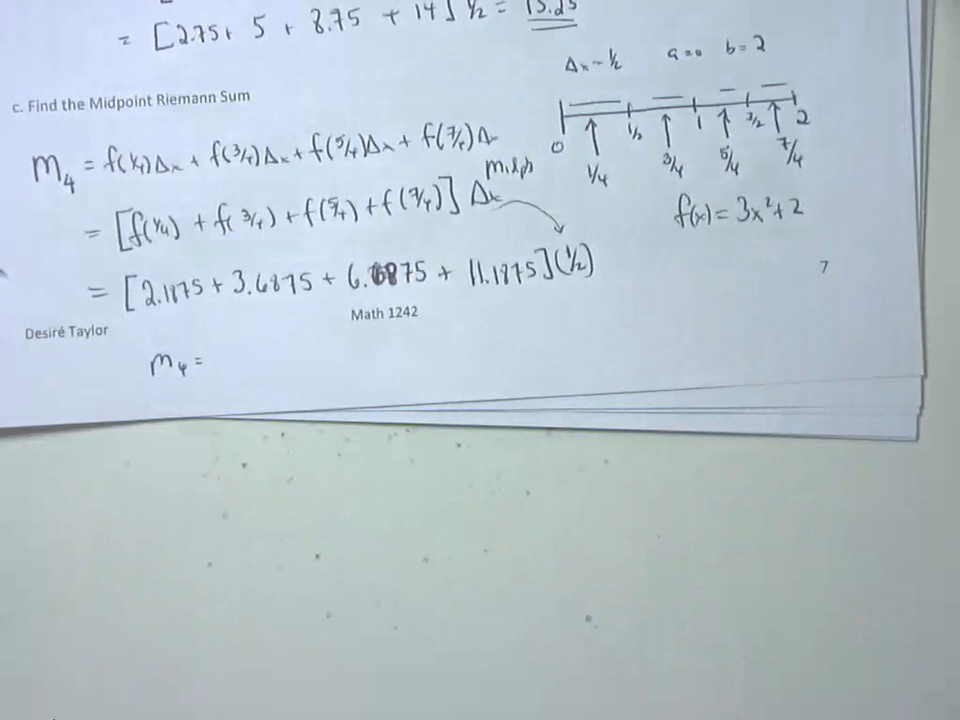 = [2.75 + 5 + 8.75 + 14] ½ = 15.25
Δx = ½ a=0 b=2
c. Find the Midpoint Riemann Sum
0 ½ 1 3/2 2
1/4 3/4 5/4 7/4
M4 = f(1/4)Δx + f(3/4)Δx + f(5/4)Δx + f(7/4)Δx
= [f(1/4) + f(3/4) + f(5/4) + f(7/4)] Δx
f(x) = 3x²+2
= [2.1875 + 3.6875 + 6.6875 + 11.1875](½)
7
Desiré Taylor Math 1242
M4 =